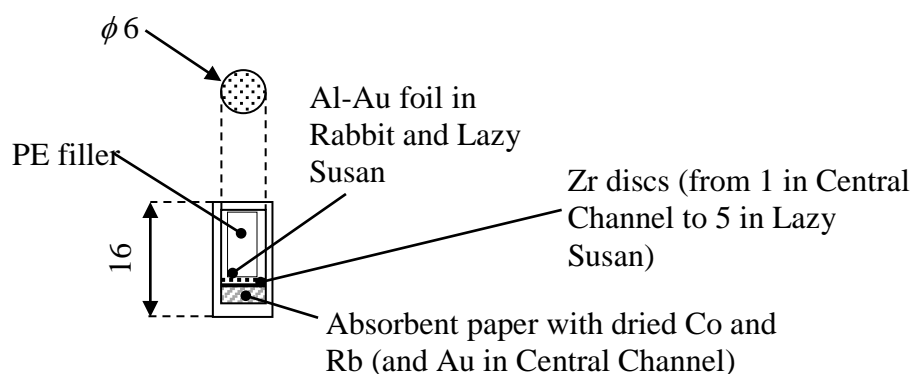 ϕ 6
Al-Au foil in
Rabbit and Lazy
Susan
PE filler
Zr discs (from 1 in Central
Channel to 5 in Lazy
Susan)
16
Absorbent paper with dried Co and
Rb (and Au in Central Channel)